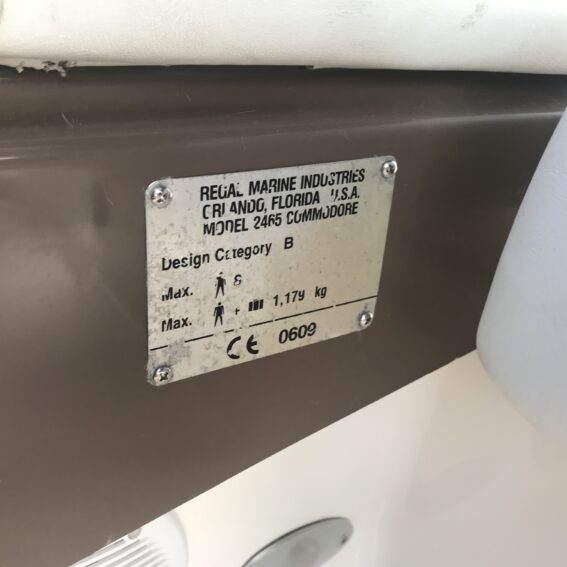 REGAL MARINE INDUSTRIES
ORLANDO, FLORIDA U.S.A.
MODEL 2465 COMMODORE
Design Category B
Max. 8
Max. + 1,179 kg
CE 0609